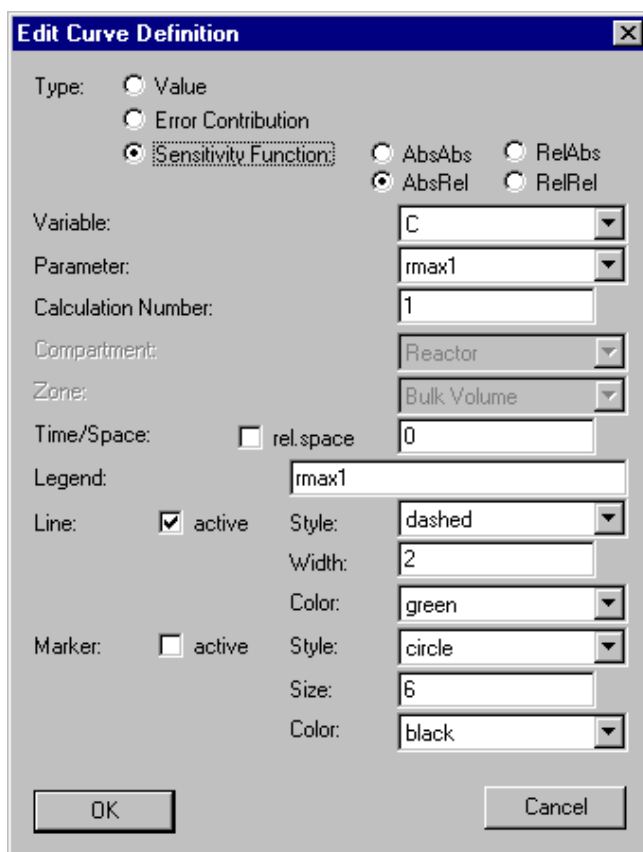 Edit Curve Definition
Type: Value
Error Contribution
Sensitivity Function: AbsAbs RelAbs
AbsRel RelRel
Variable: C
Parameter: rmax1
Calculation Number: 1
Compartment: Reactor
Zone: Bulk Volume
Time/Space: rel.space 0
Legend: rmax1
Line: active Style: dashed
Width: 2
Color: green
Marker: active Style: circle
Size: 6
Color: black
OK Cancel